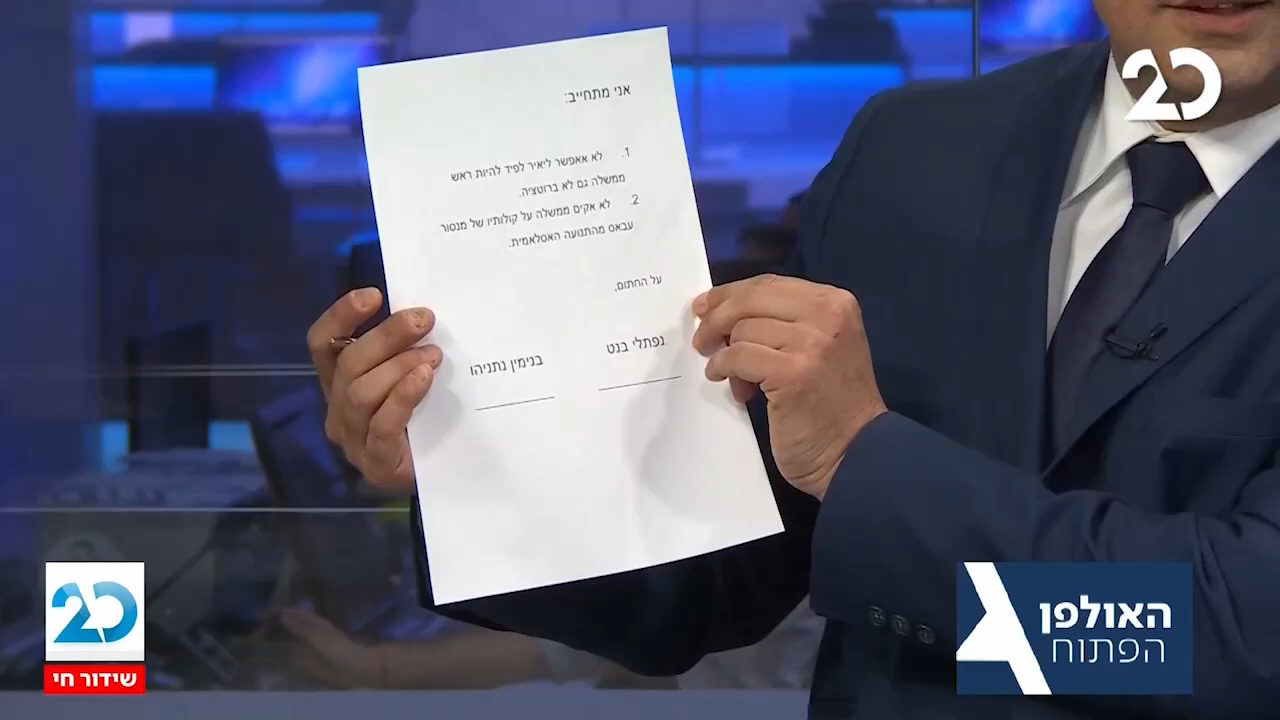 אני מתחייב:
1. לא אאפשר ליאיר לפיד להיות ראש
ממשלה גם לא ברוטציה.
2. לא אקים ממשלה על קולותיו של מנסור
עבאס מהתנועה האסלאמית.
על החתום,
נפתלי בנט בנימין נתניהו
20
20
שידור חי
האולפן
הפתוח